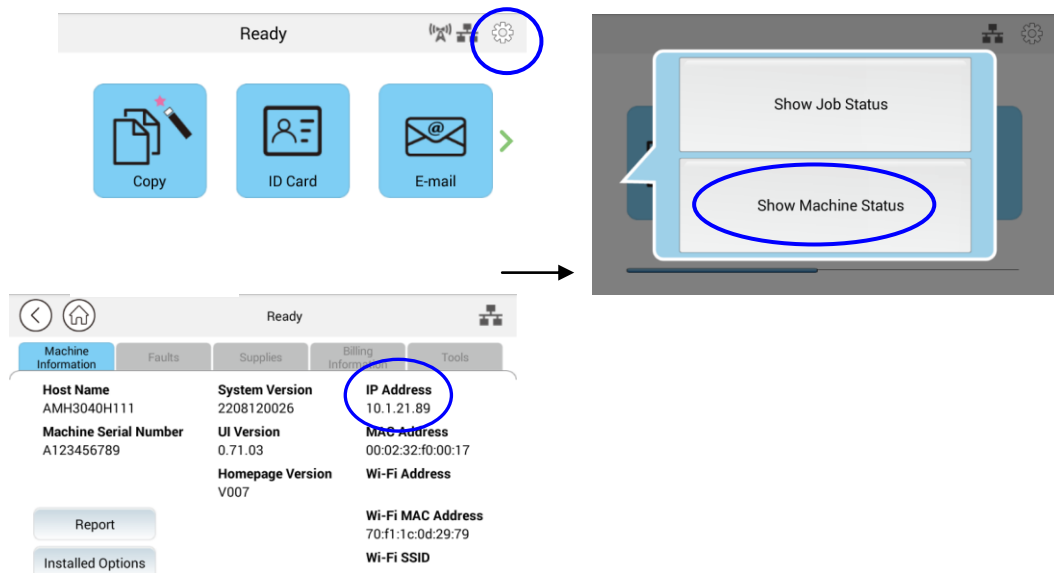 Ready
Copy
ID Card
E-mail
Show Job Status
Show Machine Status
Ready
Machine
Information
Faults
Supplies
Billing
Information
Tools
Host Name
AMH3040H111
Machine Serial Number
A123456789
System Version
2208120026
UI Version
0.71.03
Homepage Version
V007
IP Address
10.1.21.89
MAC Address
00:02:32:f0:00:17
Wi-Fi Address
Wi-Fi MAC Address
70:f1:1c:0d:29:79
Wi-Fi SSID
Report
Installed Options